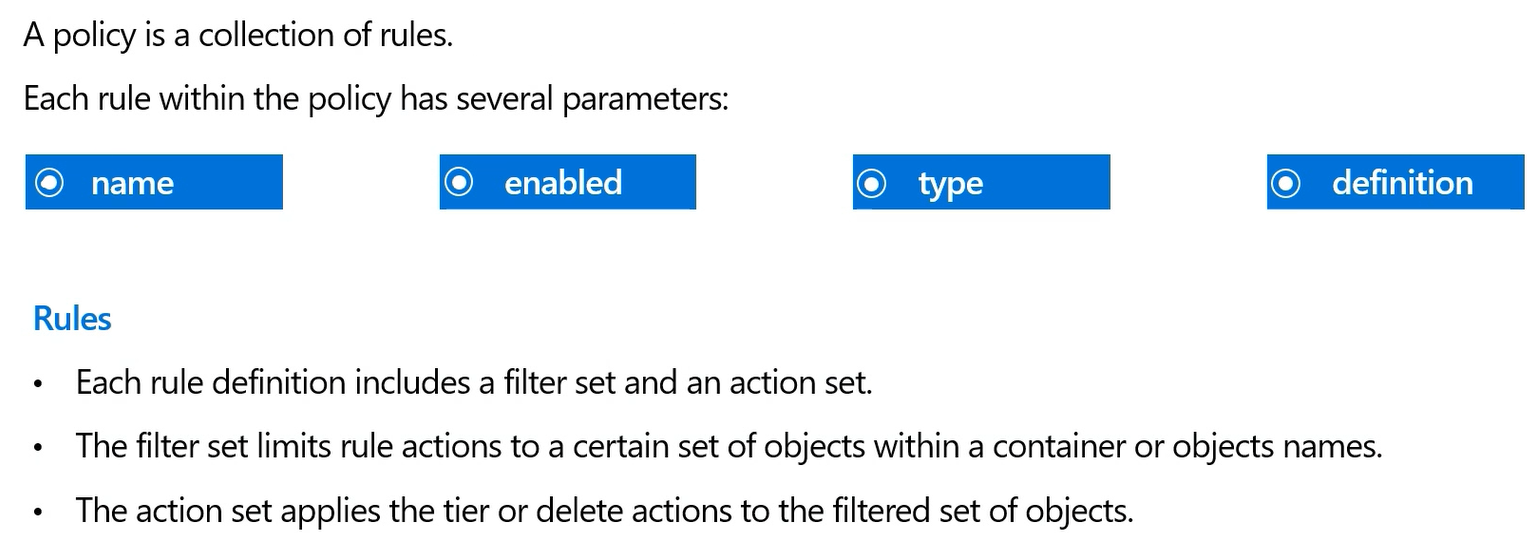 A policy is a collection of rules.
Each rule within the policy has several parameters:
name enabled type definition
Rules
• Each rule definition includes a filter set and an action set.
• The filter set limits rule actions to a certain set of objects within a container or objects names.
• The action set applies the tier or delete actions to the filtered set of objects.